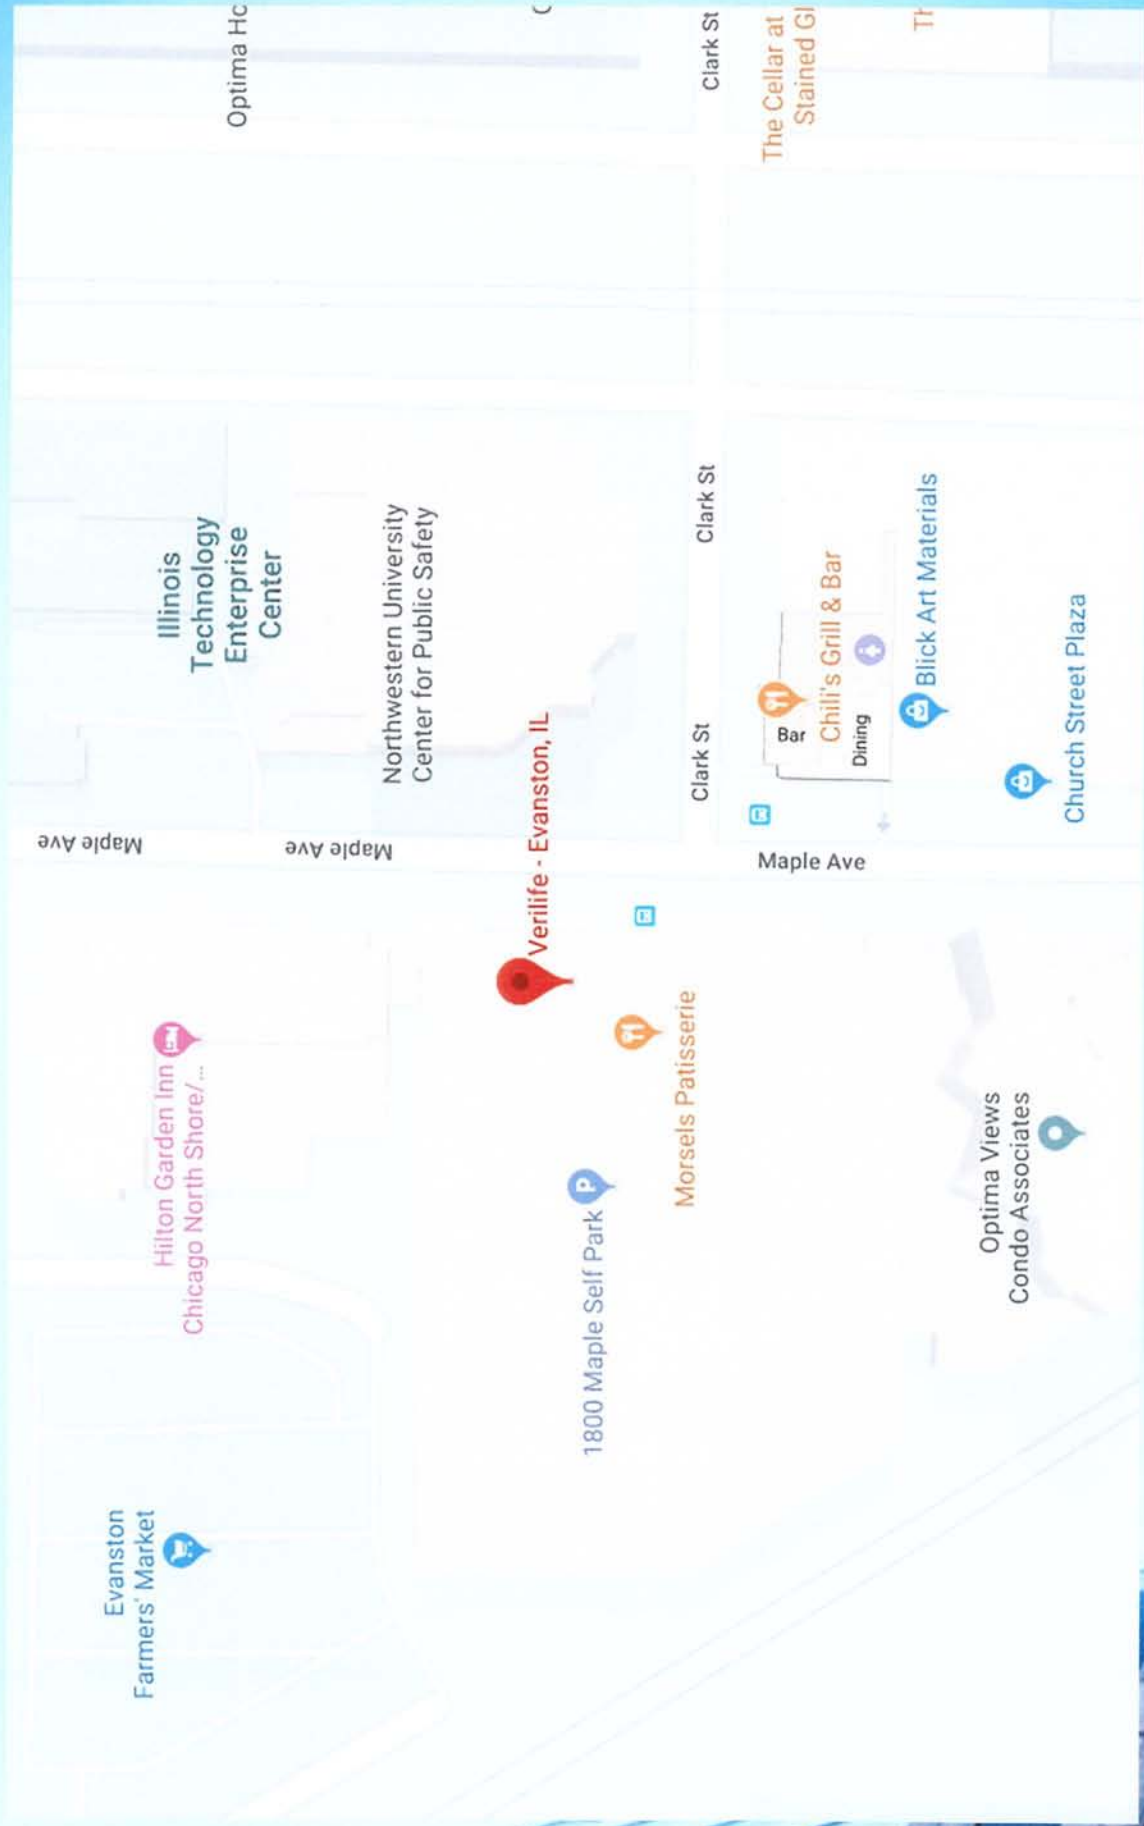 Evanston
Farmers' Market
Hilton Garden Inn
Chicago North Shore/...
Maple Ave
Illinois
Technology
Enterprise
Center
Optima
Maple Ave
Northwestern University
Center for Public Safety
Verilife - Evanston, IL
1800 Maple Self Park
P
Morsels Patisserie
Clark St
Clark St
Clark St
Maple Ave
Bar
Chili's Grill & Bar
Dining
The Cellar at
Stained
Blick Art Materials
Optima Views
Condo Associates
Church Street Plaza